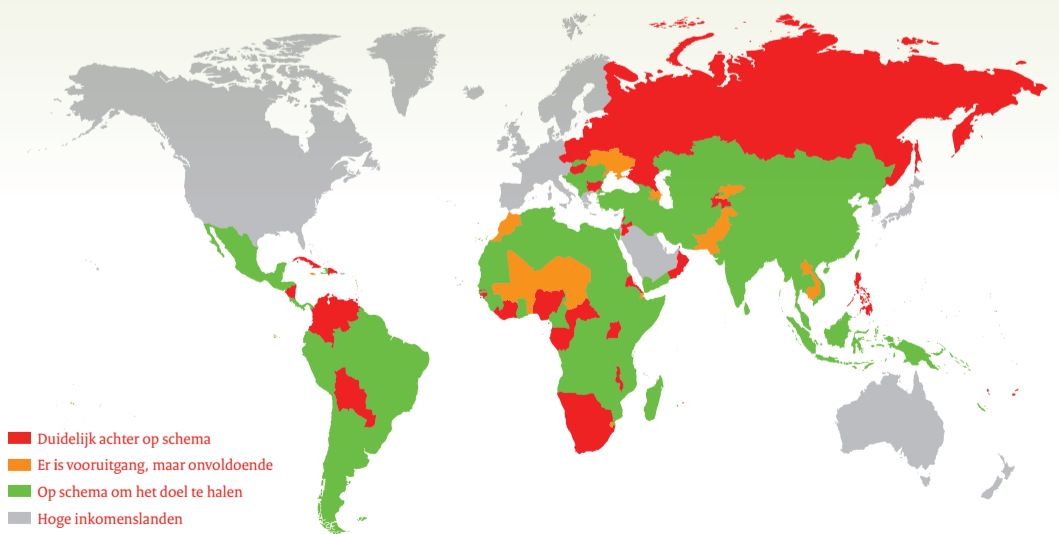 Duidelijk achter op schema
Er is vooruitgang, maar onvoldoende
Op schema om het doel te halen
Hoge inkomenslanden